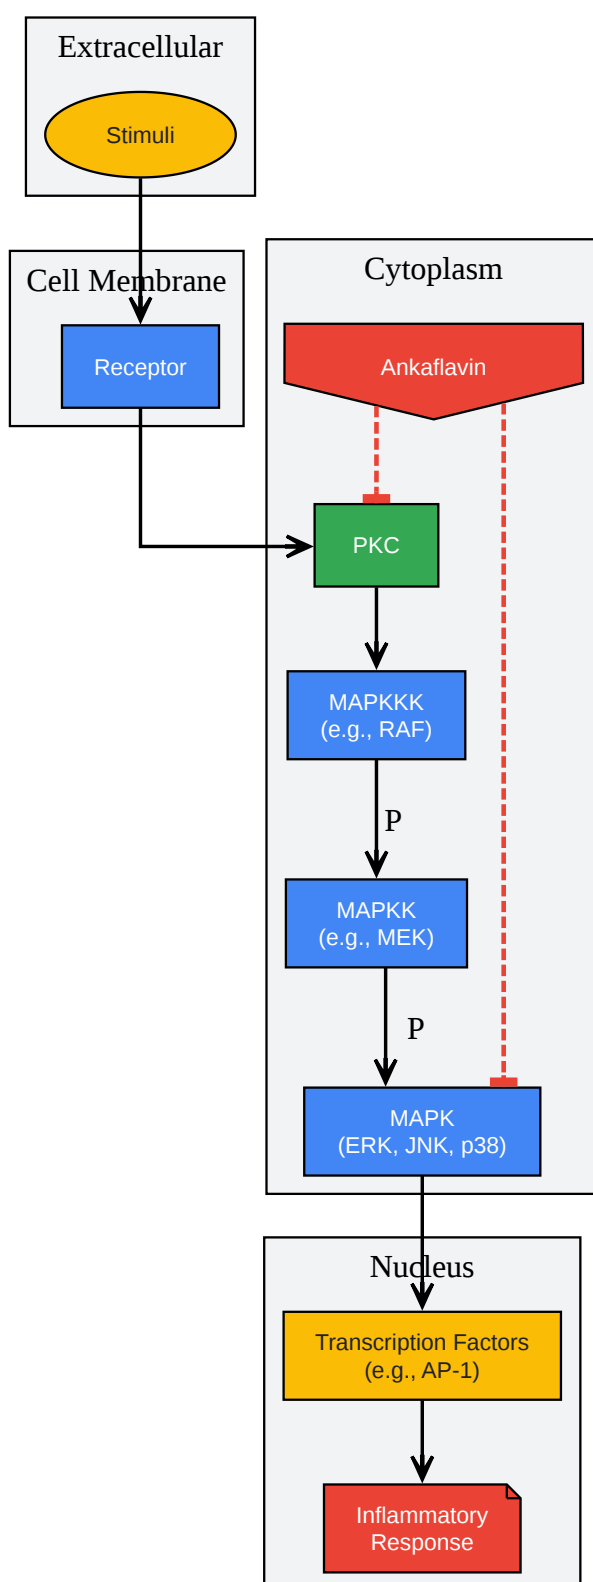 Extracellular
Stimuli
Cell Membrane
Receptor
Cytoplasm
Ankaflavin
PKC
MAPKKK
(e.g., RAF)
P
MAPKK
(e.g., MEK)
P
MAPK
(ERK, JNK, p38)
Nucleus
Transcription Factors
(e.g., AP-1)
Inflammatory
Response